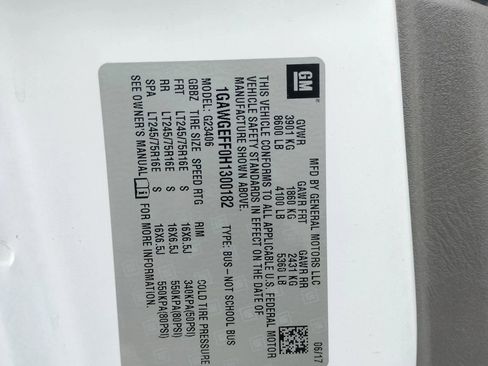 GM
MFD BY GENERAL MOTORS LLC
06/17
GVWR GAWR FRT GAWR RR
3901 KG 1860 KG 2431 KG
8600 LB 4100 LB 5360 LB
THIS VEHICLE CONFORMS TO ALL APPLICABLE U.S. FEDERAL MOTOR
VEHICLE SAFETY STANDARDS IN EFFECT ON THE DATE OF
MANUFACTURE SHOWN ABOVE.
1GAWGEFF0H1300182 TYPE: BUS-NOT SCHOOL BUS
MODEL: G23406
GBBZ TIRE SIZE SPEED RTG RIM COLD TIRE PRESSURE
FRT LT245/75R16E S 16X6.5J 340KPA(50PSI)
RR LT245/75R16E S 16X6.5J 550KPA(80PSI)
SPA LT245/75R16E S 16X6.5J 550KPA(80PSI)
SEE OWNER'S MANUAL FOR MORE INFORMATION.